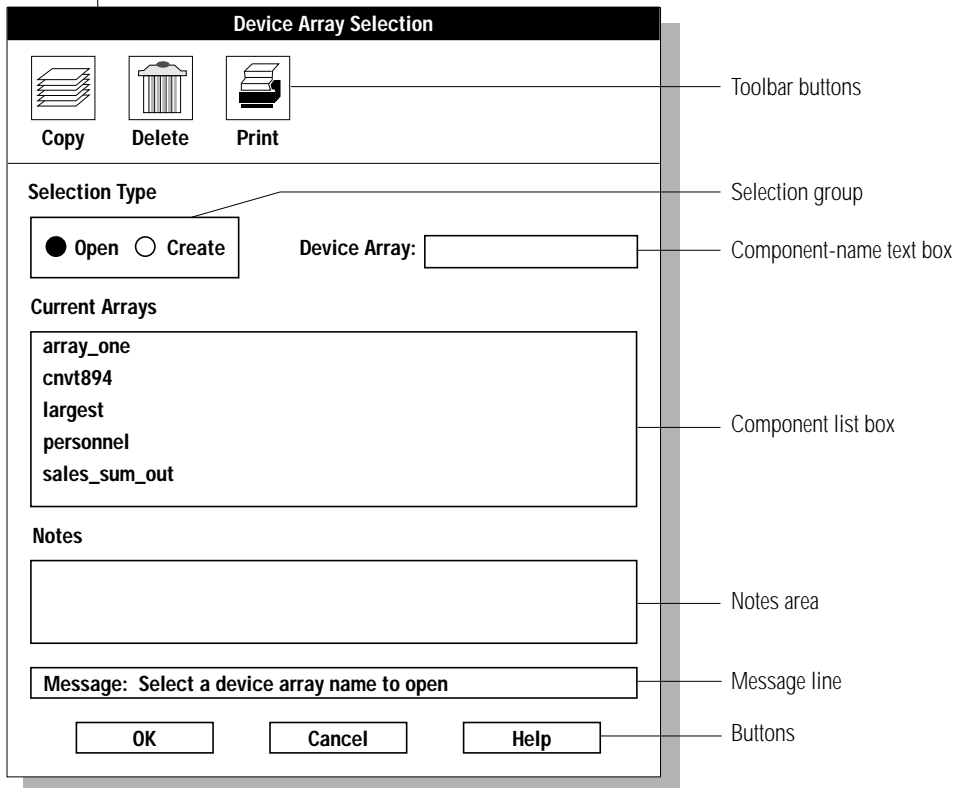 Device Array Selection
Copy Delete Print
Toolbar buttons
Selection Type
Selection group
Open Create
Device Array:
Component-name text box
Current Arrays
array_one
cnvt894
largest
personnel
sales_sum_out
Component list box
Notes
Notes area
Message: Select a device array name to open
Message line
OK Cancel Help
Buttons